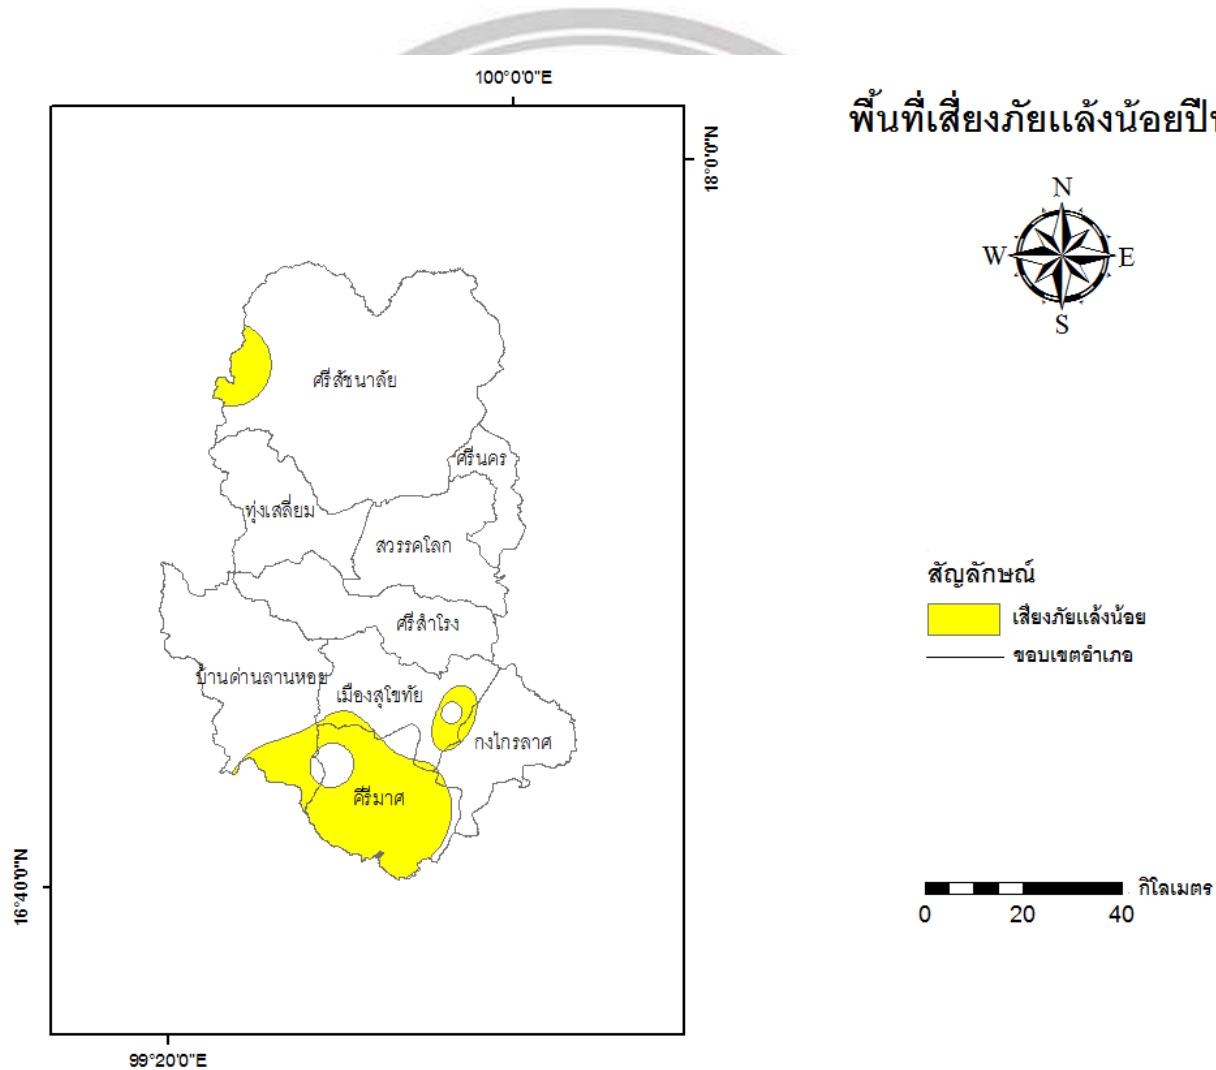 100°0'0"E
พื้นที่เสี่ยงภัยแล้งน้อยปี
18°0'0"N
N
W
E
S
ศรีสัชนาลัย
ศรีนคร
ทุ่งเสลี่ยม
สวรรคโลก
สัญลักษณ์
เสี่ยงภัยแล้งน้อย
ศรีสำโรง
ขอบเขตอำเภอ
บ้านด่านลานหอย
เมืองสุโขทัย
กงไกรลาศ
คีรีมาศ
16°40'0"N
กิโลเมตร
0 20 40
99°20'0"E